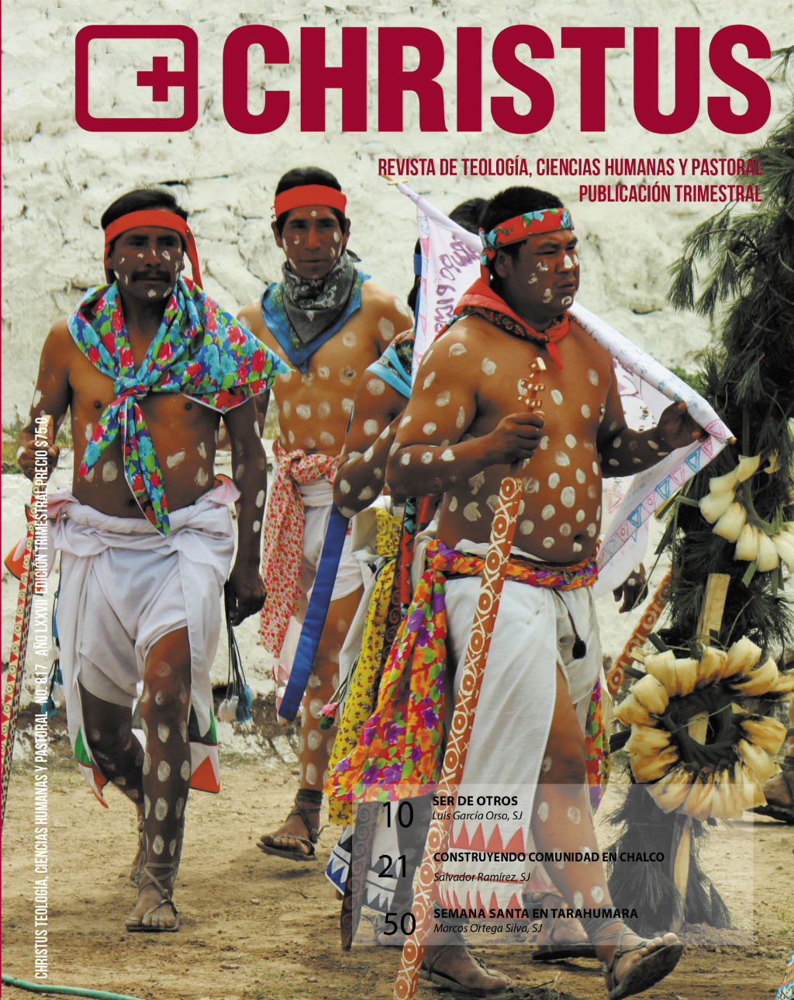 CHRISTUS
REVISTA DE TEOLOGÍA, CIENCIAS HUMANAS Y PASTORAL
PUBLICACIÓN TRIMESTRAL
CHRISTUS TEOLOGÍA, CIENCIAS HUMANAS Y PASTORAL NO. 817 AÑO LXXVII EDICIÓN TRIMESTRAL PRECIO $75.0
10
SER DE OTROS
Luis García Orso, SJ
21
CONSTRUYENDO COMUNIDAD EN CHALCO
Salvador Ramírez, SJ
50
SEMANA SANTA EN TARAHUMARA
Marcos Ortega Silva, SJ